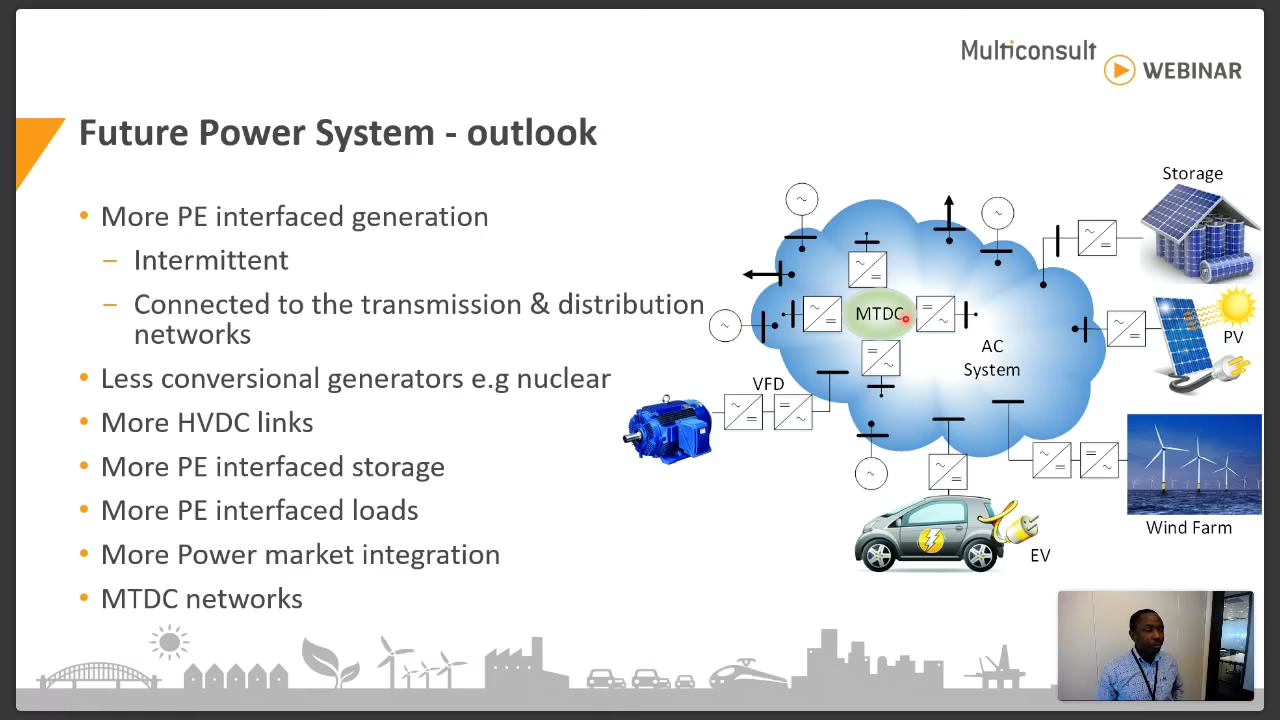 Multiconsult
WEBINAR
Future Power System - outlook
• More PE interfaced generation
– Intermittent
– Connected to the transmission & distribution
networks
• Less conversional generators e.g nuclear
• More HVDC links
• More PE interfaced storage
• More PE interfaced loads
• More Power market integration
• MTDC networks
Storage
MTDC
AC
System
PV
VFD
Wind Farm
EV